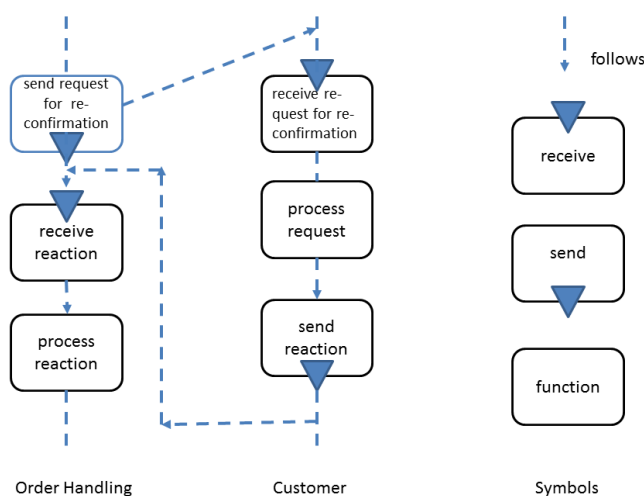 send request
for re-
confirmation
receive
reaction
process
reaction
Order Handling
receive re-
quest for re-
confirmation
process
request
send
reaction
Customer
follows
receive
send
function
Symbols